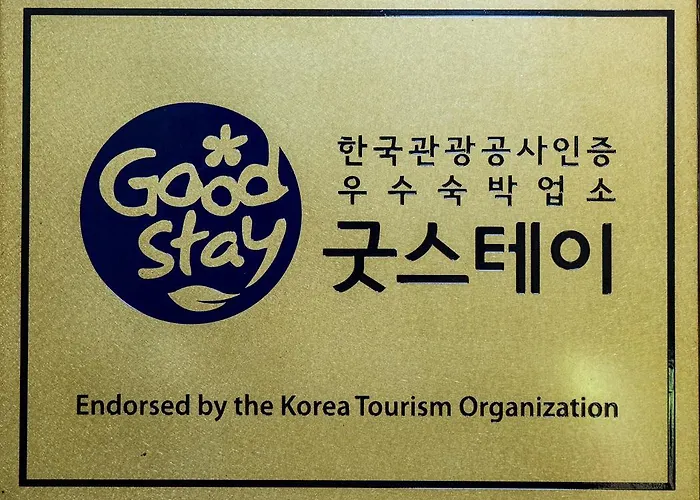 Good
stay
한국관광공사인증
우수숙박업소
굿스테이
Endorsed by the Korea Tourism Organization